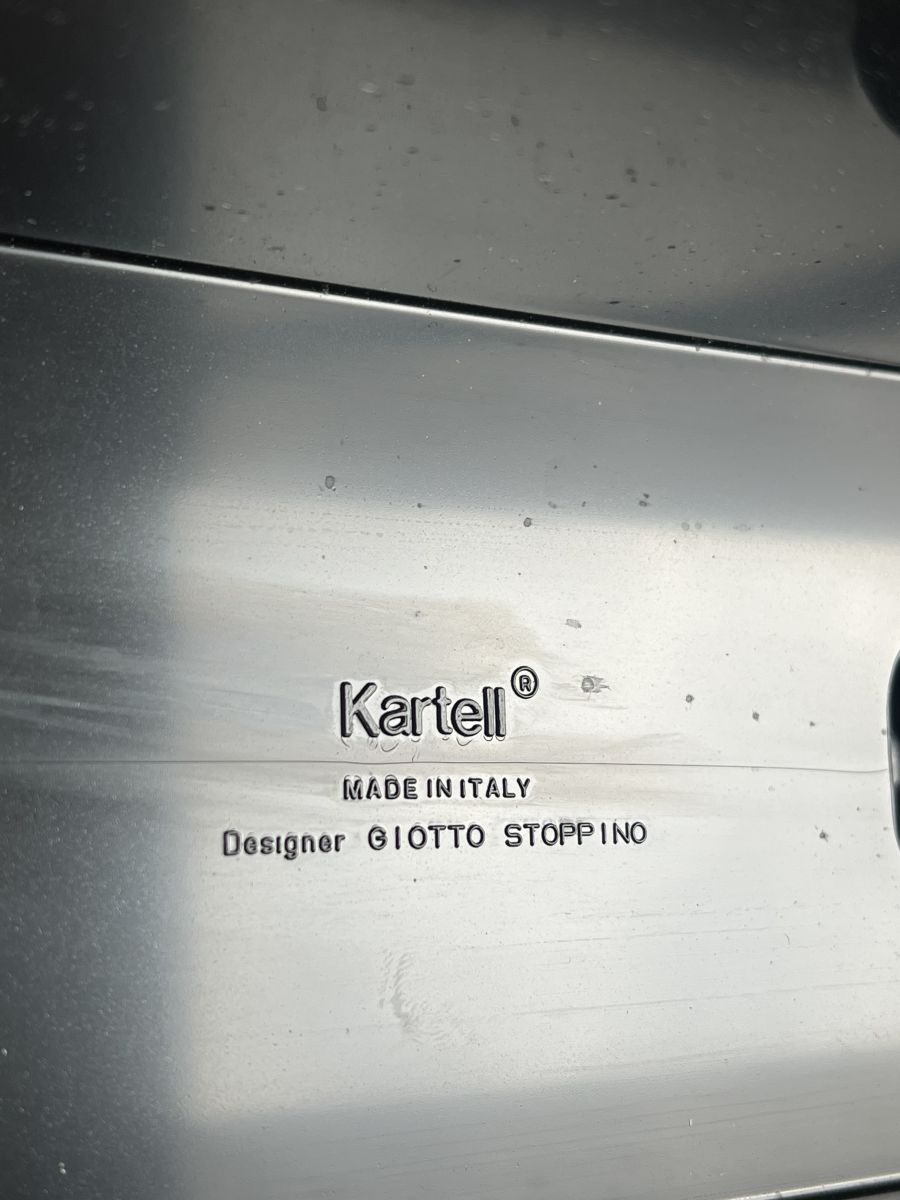 Kartell®
MADE IN ITALY
Designer GIOTTO STOPPINO